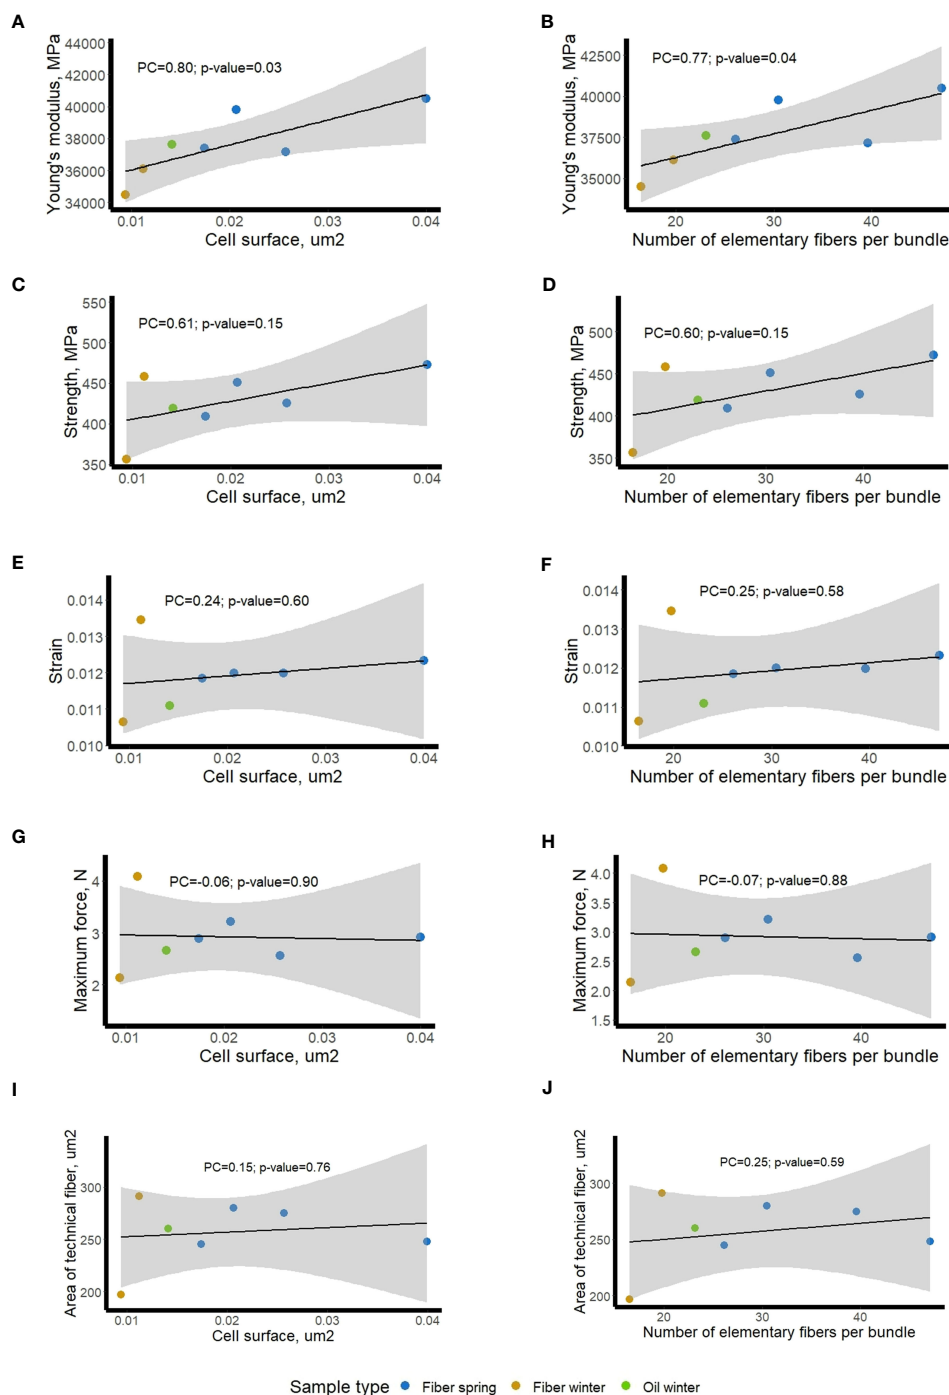 A
Young's modulus, MPa
44000
42000
40000
38000
36000
34000
PC=0.80; p-value=0.03
0.01
0.02
0.03
0.04
Cell surface, um2
B
Young's modulus, MPa
42500
40000
37500
35000
PC=0.77; p-value=0.04
20
30
40
Number of elementary fibers per bundle
C
Strength, MPa
550
500
450
400
350
PC=0.61; p-value=0.15
0.01
0.02
0.03
0.04
Cell surface, um2
D
Strength, MPa
500
450
400
350
PC=0.60; p-value=0.15
20
30
40
Number of elementary fibers per bundle
E
Strain
0.014
0.013
0.012
0.011
0.010
PC=0.24; p-value=0.60
0.01
0.02
0.03
0.04
Cell surface, um2
F
Strain
0.014
0.013
0.012
0.011
0.010
PC=0.25; p-value=0.58
20
30
40
Number of elementary fibers per bundle
G
Maximum force, N
4
3
2
PC=-0.06; p-value=0.90
0.01
0.02
0.03
0.04
Cell surface, um2
H
Maximum force, N
4.0
3.5
3.0
2.5
2.0
1.5
PC=-0.07; p-value=0.88
20
30
40
Number of elementary fibers per bundle
I
Area of technical fiber, um2
300
250
200
PC=0.15; p-value=0.76
0.01
0.02
0.03
0.04
Cell surface, um2
J
Area of technical fiber, um2
300
250
200
PC=0.25; p-value=0.59
20
30
40
Number of elementary fibers per bundle
Sample type Fiber spring Fiber winter Oil winter